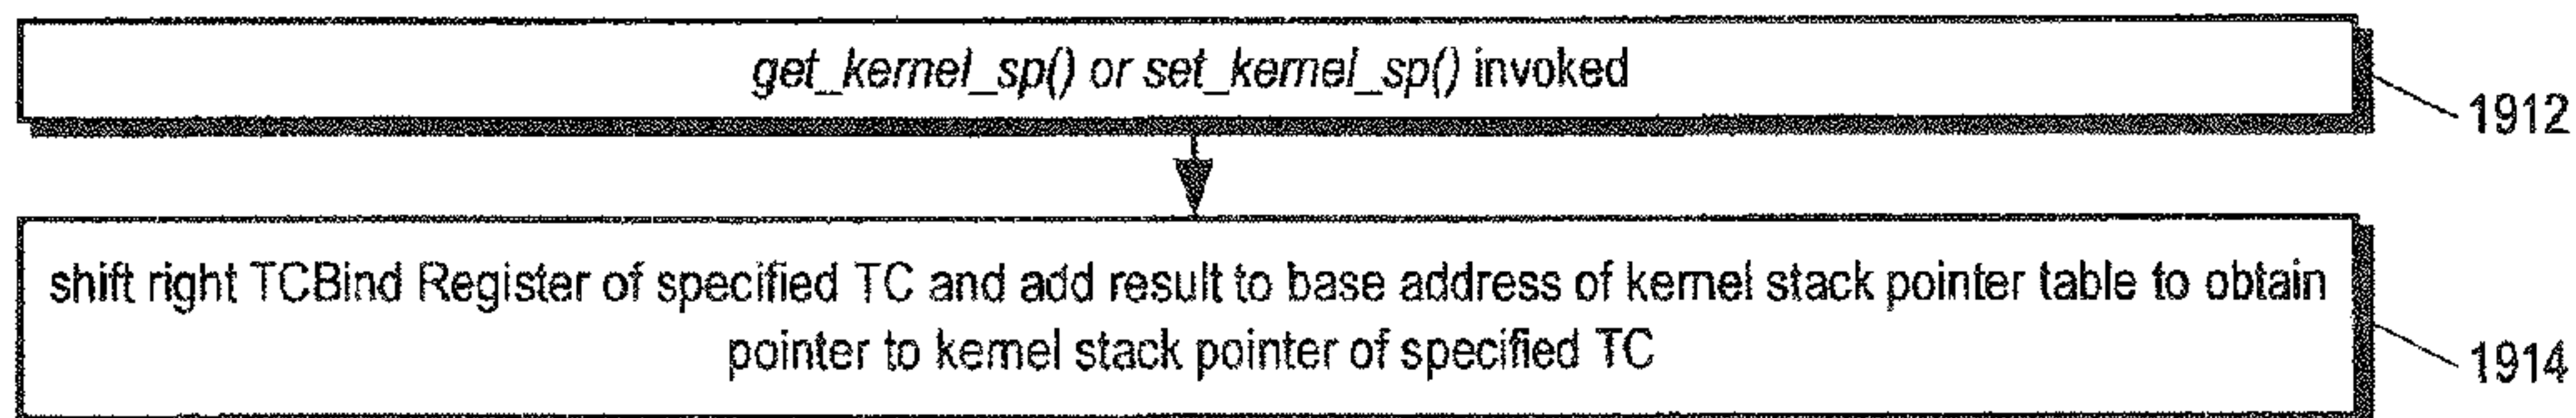 get_kernel_sp() or set_kernel_sp() invoked
1912
shift right TCBind Register of specified TC and add result to base address of kernel stack pointer table to obtain
pointer to kernel stack pointer of specified TC
1914